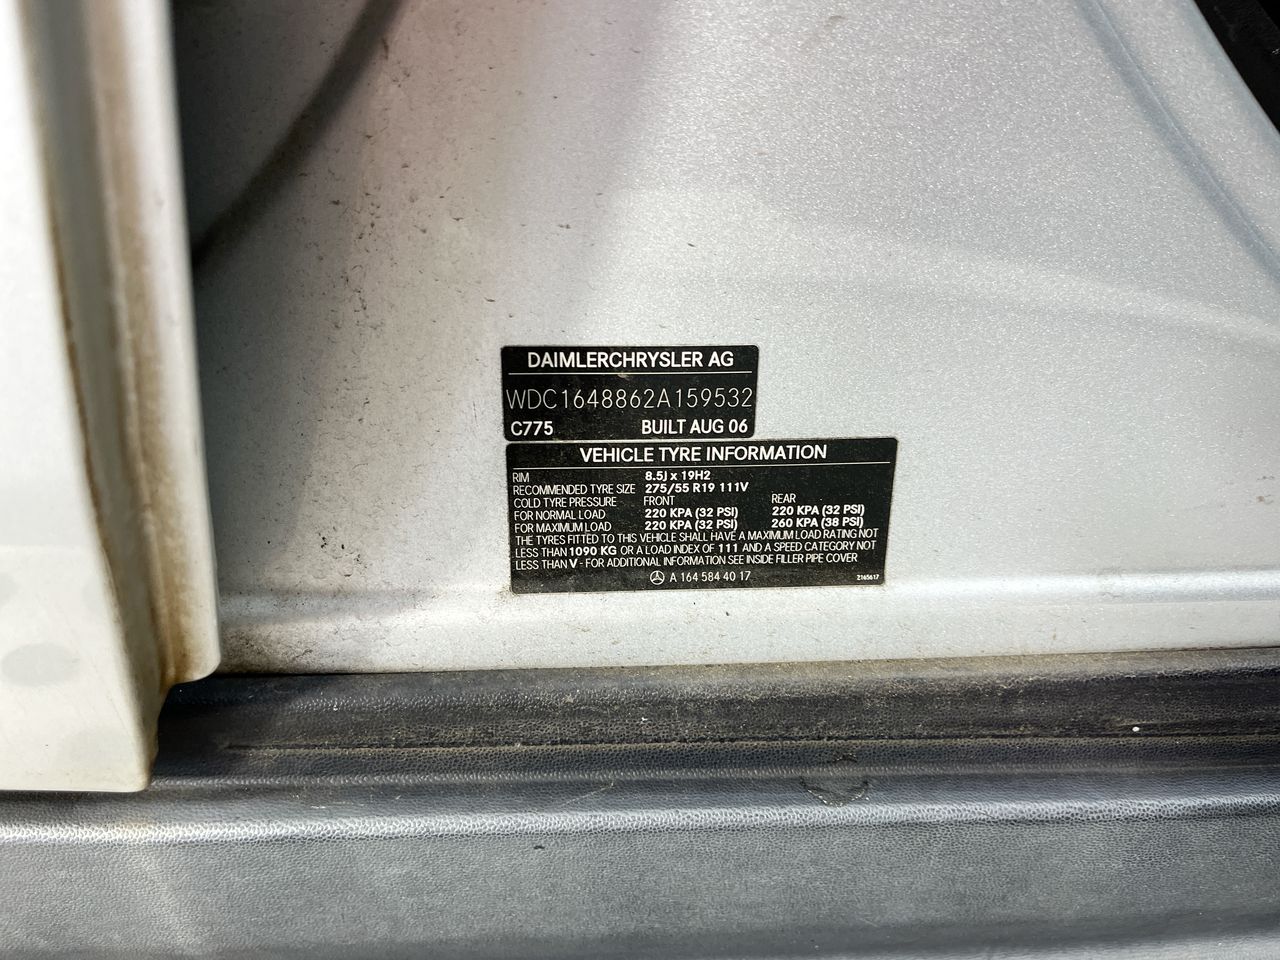 DAIMLERCHRYSLER AG
WDC1648862A159532
C775 BUILT AUG 06
VEHICLE TYRE INFORMATION
RIM 8.5J x 19H2
RECOMMENDED TYRE SIZE 275/55 R19 111V
COLD TYRE PRESSURE FRONT REAR
FOR NORMAL LOAD 220 KPA (32 PSI) 220 KPA (32 PSI)
FOR MAXIMUM LOAD 220 KPA (32 PSI) 260 KPA (38 PSI)
THE TYRES FITTED TO THIS VEHICLE SHALL HAVE A MAXIMUM LOAD RATING NOT
LESS THAN 1090 KG OR A LOAD INDEX OF 111 AND A SPEED CATEGORY NOT
LESS THAN V - FOR ADDITIONAL INFORMATION SEE INSIDE FILLER PIPE COVER
A 164 584 40 17 2165617